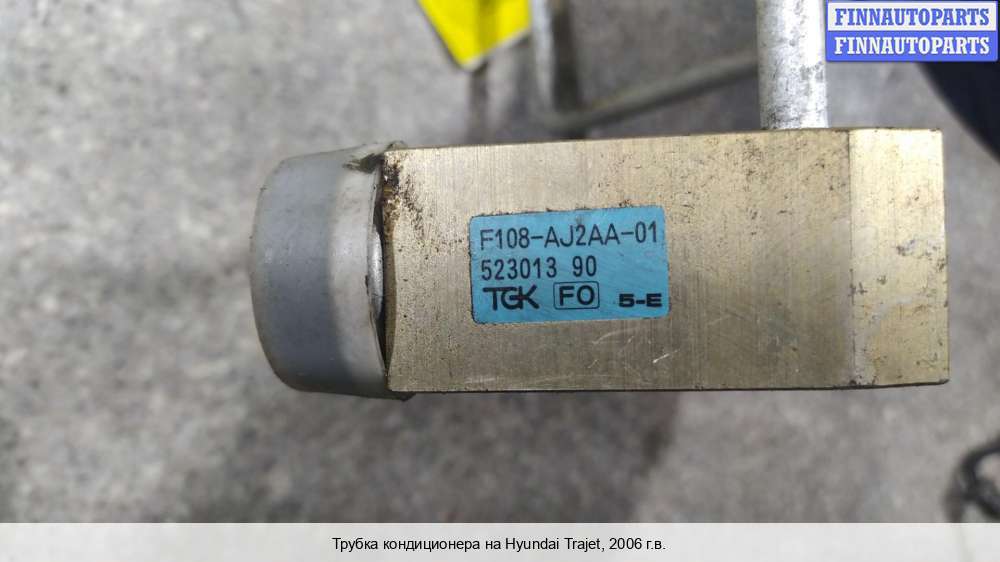 FINNAUTOPARTS
FINNAUTOPARTS
F108-AJ2AA-01
523013 90
TGK FO 5-E
Трубка кондиционера на Hyundai Trajet, 2006 г.в.